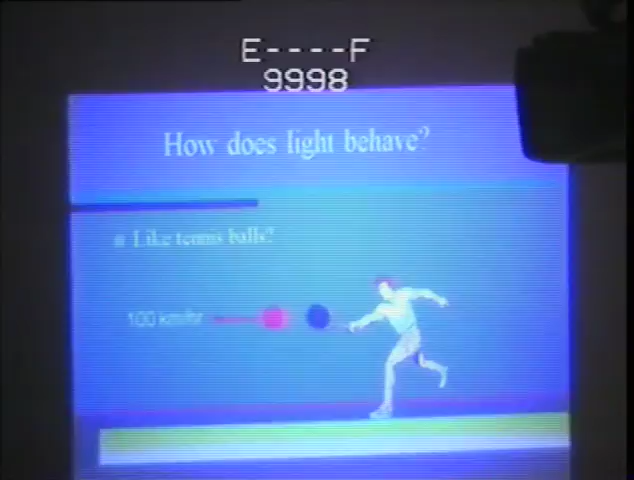 E----F
9998
How does light behave?
Like tennis balls?
100 km/hr